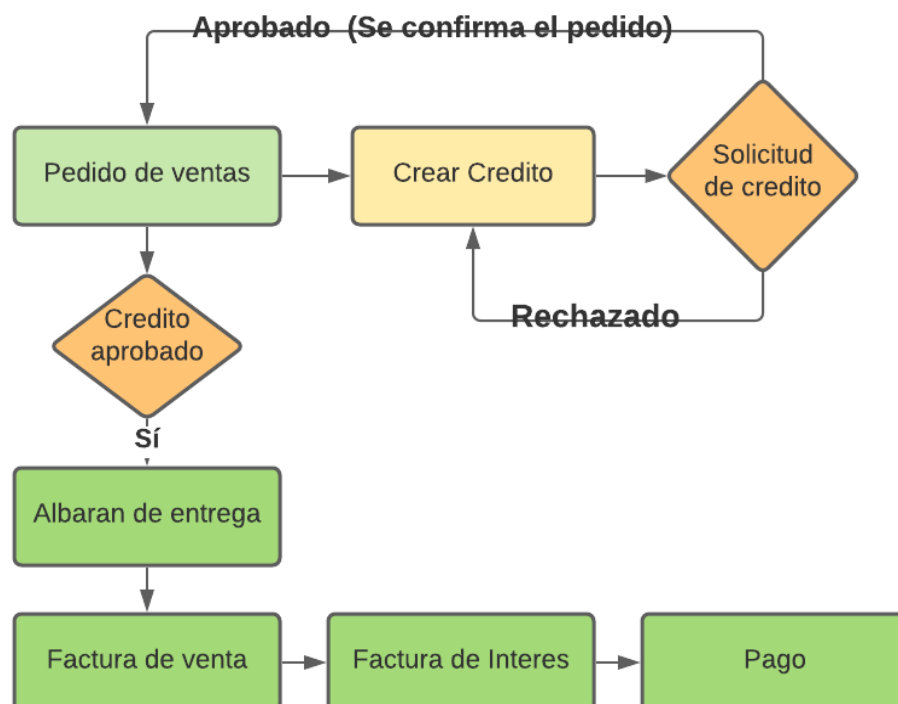 Aprobado (Se confirma el pedido)
Pedido de ventas
Crear Credito
Solicitud
de credito
Rechazado
Credito
aprobado
Sí
Albaran de entrega
Factura de venta
Factura de Interes
Pago